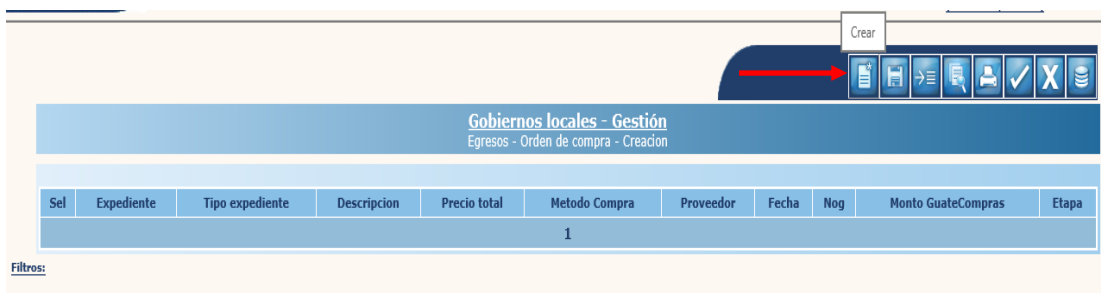 Crear
Gobiernos locales - Gestión
Egresos - Orden de compra - Creacion
Sel Expediente Tipo expediente Descripcion Precio total Metodo Compra Proveedor Fecha Nog Monto GuateCompras Etapa
1
Filtros: